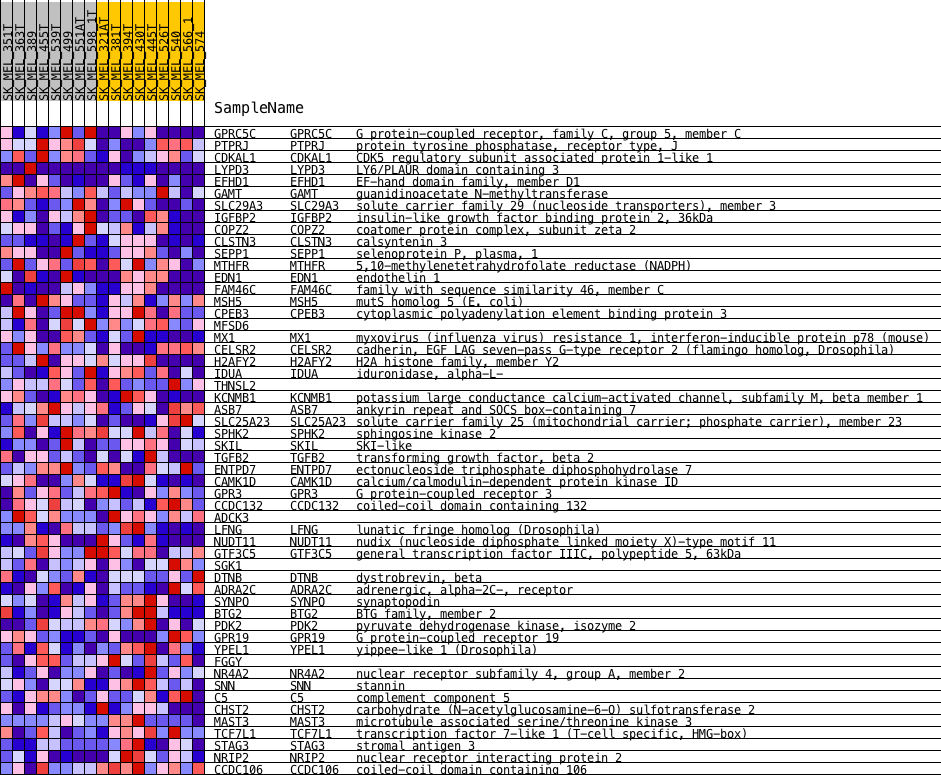 SK_MEL_351T
SK_MEL_363T
SK_MEL_389
SK_MEL_455T
SK_MEL_539T
SK_MEL_499
SK_MEL_551AT
SK_MEL_598_1T
SK_MEL_321AT
SK_MEL_381T
SK_MEL_394T
SK_MEL_430T
SK_MEL_445T
SK_MEL_526T
SK_MEL_540
SK_MEL_566_1
SK_MEL_574
SampleName
GPRC5C GPRC5C G protein-coupled receptor, family C, group 5, member C
PTPRJ PTPRJ protein tyrosine phosphatase, receptor type, J
CDKAL1 CDKAL1 CDK5 regulatory subunit associated protein 1-like 1
LYPD3 LYPD3 LY6/PLAUR domain containing 3
EFHD1 EFHD1 EF-hand domain family, member D1
GAMT GAMT guanidinoacetate N-methyltransferase
SLC29A3 SLC29A3 solute carrier family 29 (nucleoside transporters), member 3
IGFBP2 IGFBP2 insulin-like growth factor binding protein 2, 36kDa
COPZ2 COPZ2 coatomer protein complex, subunit zeta 2
CLSTN3 CLSTN3 calsyntenin 3
SEPP1 SEPP1 selenoprotein P, plasma, 1
MTHFR MTHFR 5,10-methylenetetrahydrofolate reductase (NADPH)
EDN1 EDN1 endothelin 1
FAM46C FAM46C family with sequence similarity 46, member C
MSH5 MSH5 mutS homolog 5 (E. coli)
CPEB3 CPEB3 cytoplasmic polyadenylation element binding protein 3
MFSD6
MX1 MX1 myxovirus (influenza virus) resistance 1, interferon-inducible protein p78 (mouse)
CELSR2 CELSR2 cadherin, EGF LAG seven-pass G-type receptor 2 (flamingo homolog, Drosophila)
H2AFY2 H2AFY2 H2A histone family, member Y2
IDUA IDUA iduronidase, alpha-L-
THNSL2
KCNMB1 KCNMB1 potassium large conductance calcium-activated channel, subfamily M, beta member 1
ASB7 ASB7 ankyrin repeat and SOCS box-containing 7
SLC25A23 SLC25A23 solute carrier family 25 (mitochondrial carrier; phosphate carrier), member 23
SPHK2 SPHK2 sphingosine kinase 2
SKIL SKIL SKI-like
TGFB2 TGFB2 transforming growth factor, beta 2
ENTPD7 ENTPD7 ectonucleoside triphosphate diphosphohydrolase 7
CAMK1D CAMK1D calcium/calmodulin-dependent protein kinase ID
GPR3 GPR3 G protein-coupled receptor 3
CCDC132 CCDC132 coiled-coil domain containing 132
ADCK3
LFNG LFNG lunatic fringe homolog (Drosophila)
NUDT11 NUDT11 nudix (nucleoside diphosphate linked moiety X)-type motif 11
GTF3C5 GTF3C5 general transcription factor IIIC, polypeptide 5, 63kDa
SGK1
DTNB DTNB dystrobrevin, beta
ADRA2C ADRA2C adrenergic, alpha-2C-, receptor
SYNPO SYNPO synaptopodin
BTG2 BTG2 BTG family, member 2
PDK2 PDK2 pyruvate dehydrogenase kinase, isozyme 2
GPR19 GPR19 G protein-coupled receptor 19
YPEL1 YPEL1 yippee-like 1 (Drosophila)
FGGY
NR4A2 NR4A2 nuclear receptor subfamily 4, group A, member 2
SNN SNN stannin
C5 C5 complement component 5
CHST2 CHST2 carbohydrate (N-acetylglucosamine-6-O) sulfotransferase 2
MAST3 MAST3 microtubule associated serine/threonine kinase 3
TCF7L1 TCF7L1 transcription factor 7-like 1 (T-cell specific, HMG-box)
STAG3 STAG3 stromal antigen 3
NRIP2 NRIP2 nuclear receptor interacting protein 2
CCDC106 CCDC106 coiled-coil domain containing 106